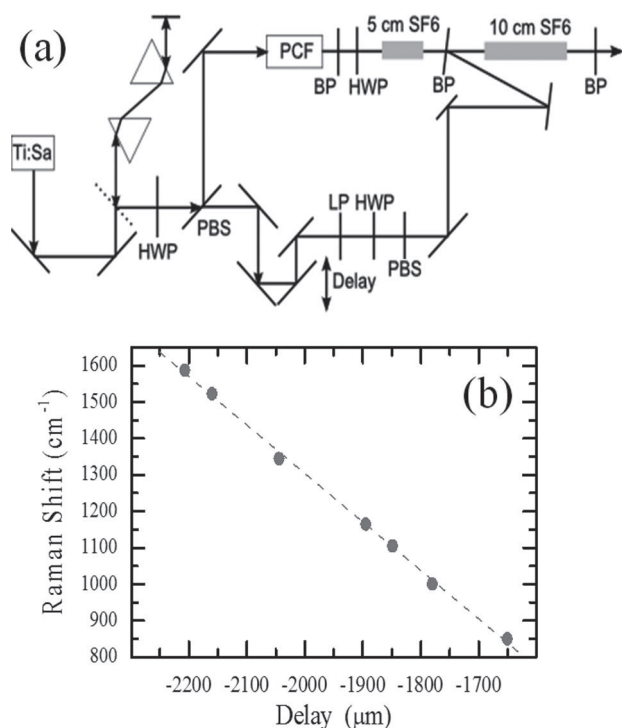 (a)
5 cm SF6
10 cm SF6
PCF
BP
HWP
BP
BP
Ti:Sa
HWP
PBS
LP HWP
PBS
Delay
(b)
Raman Shift (cm⁻¹)
1600
1500
1400
1300
1200
1100
1000
900
800
-2200 -2100 -2000 -1900 -1800 -1700
Delay (μm)